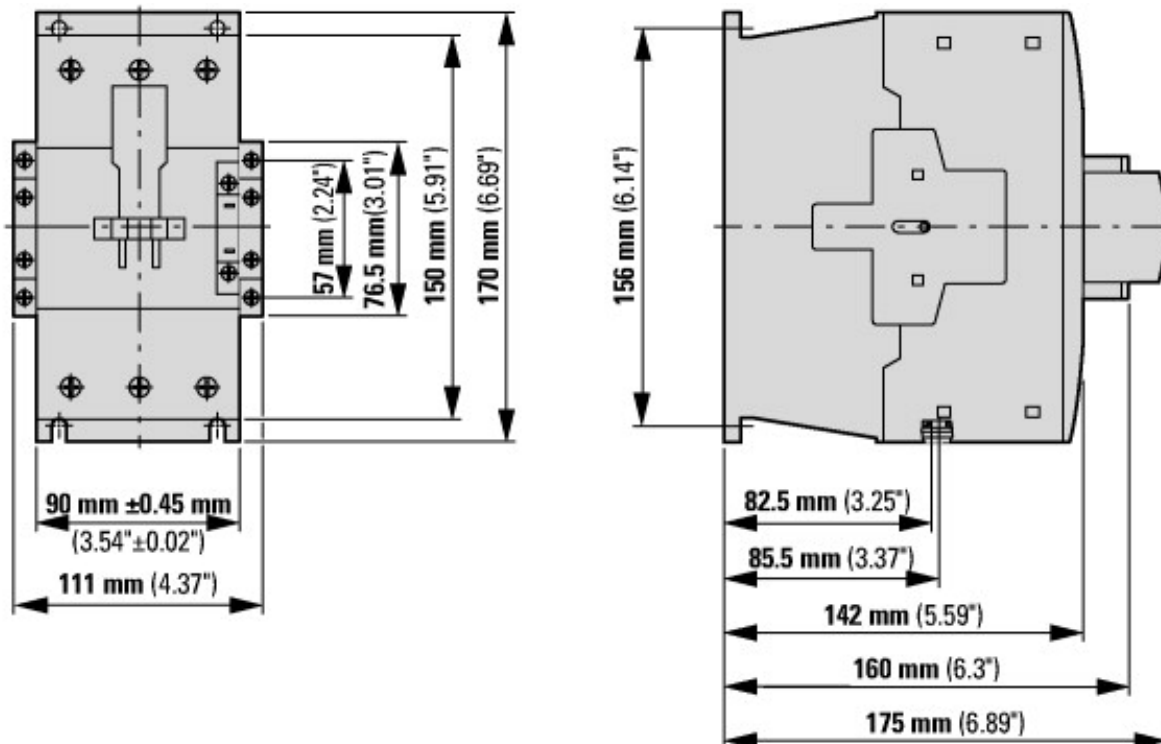 57 mm (2.24")
76.5 mm(3.01")
150 mm (5.91")
170 mm (6.69")
156 mm (6.14")
90 mm ±0.45 mm
(3.54"±0.02")
111 mm (4.37")
82.5 mm (3.25")
85.5 mm (3.37")
142 mm (5.59")
160 mm (6.3")
175 mm (6.89")